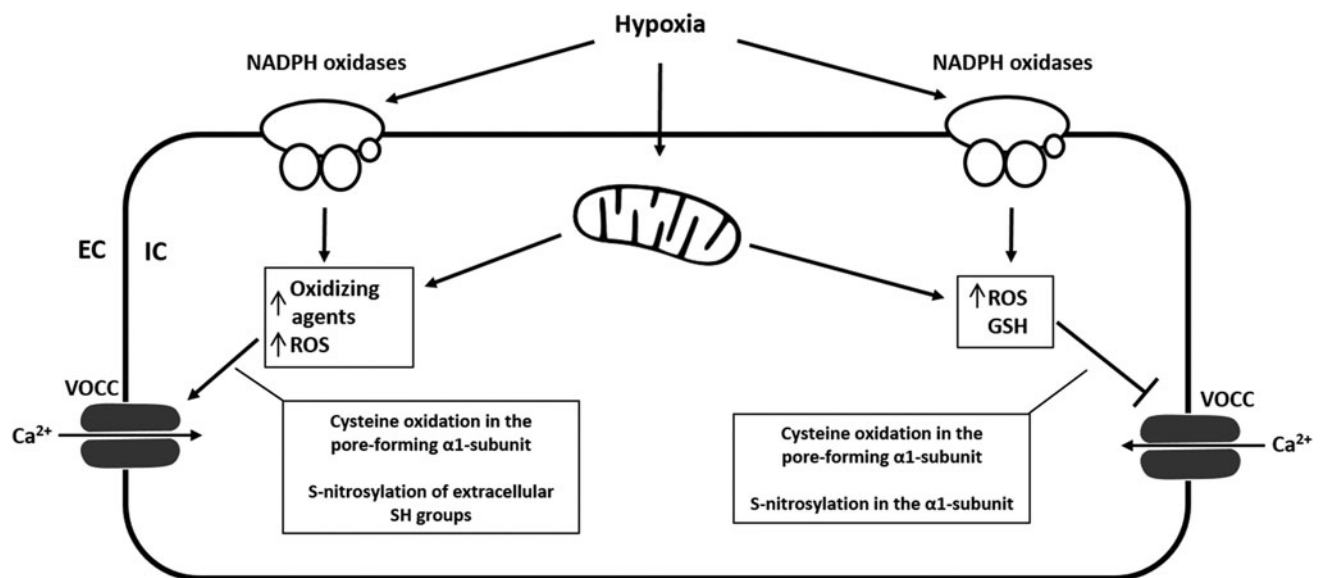 Hypoxia
NADPH oxidases
NADPH oxidases
EC
IC
↑ Oxidizing
agents
↑ ROS
↑ ROS
GSH
VOCC
Ca²⁺
Cysteine oxidation in the
pore-forming α1-subunit
S-nitrosylation of extracellular
SH groups
Cysteine oxidation in the
pore-forming α1-subunit
S-nitrosylation in the α1-subunit
VOCC
Ca²⁺